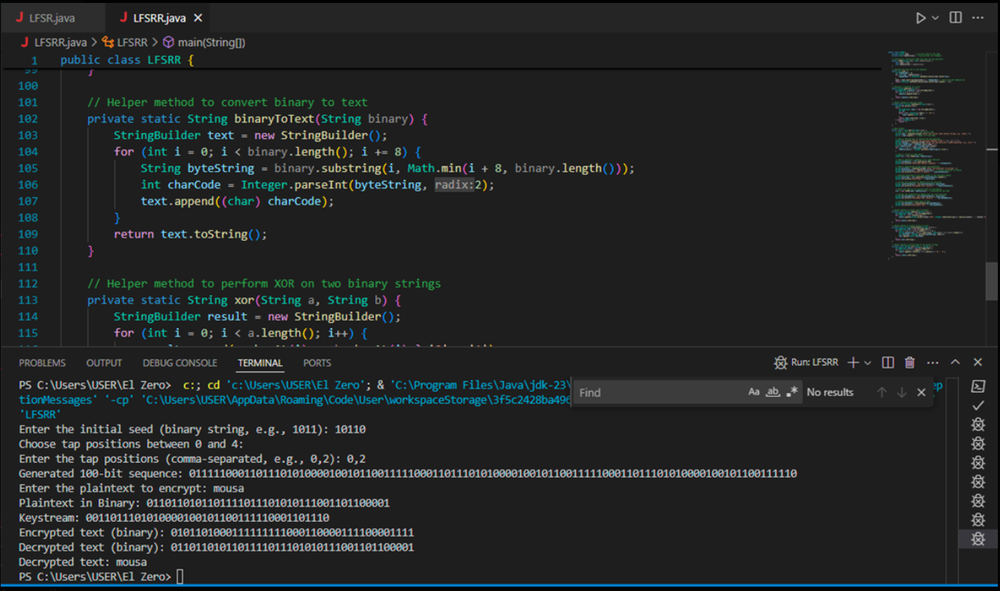 LFSR.java
LFSRR.java
LFSRR.java > LFSRR > main(String[])
1 public class LFSRR {
99 }
100
101 // Helper method to convert binary to text
102 private static String binaryToText(String binary) {
103 StringBuilder text = new StringBuilder();
104 for (int i = 0; i < binary.length(); i += 8) {
105 String byteString = binary.substring(i, Math.min(i + 8, binary.length()));
106 int charCode = Integer.parseInt(byteString, radix:2);
107 text.append((char) charCode);
108 }
109 return text.toString();
110 }
111
112 // Helper method to perform XOR on two binary strings
113 private static String xor(String a, String b) {
114 StringBuilder result = new StringBuilder();
115 for (int i = 0; i < a.length(); i++) {
PROBLEMS OUTPUT DEBUG CONSOLE TERMINAL PORTS Run: LFSRR
PS C:\Users\USER\El Zero> c:; cd 'c:\Users\USER\El Zero'; & 'C:\Program Files\Java\jdk-23\
Find Aa ab No results
tionMessages' '-cp' 'C:\Users\USER\AppData\Roaming\Code\User\workspaceStorage\3f5c2428ba496
'LFSRR'
Enter the initial seed (binary string, e.g., 1011): 10110
Choose tap positions between 0 and 4:
Enter the tap positions (comma-separated, e.g., 0,2): 0,2
Generated 100-bit sequence: 0111110001101110101000010010110011111000110111010100001001011001111100011011101010000100101100111110
Enter the plaintext to encrypt: mousa
Plaintext in Binary: 0110110101101111011101010111001101100001
Keystream: 0011011101010000100101100111110001101110
Encrypted text (binary): 0101101000111111111000110000111100001111
Decrypted text (binary): 0110110101101111011101010111001101100001
Decrypted text: mousa
PS C:\Users\USER\El Zero>